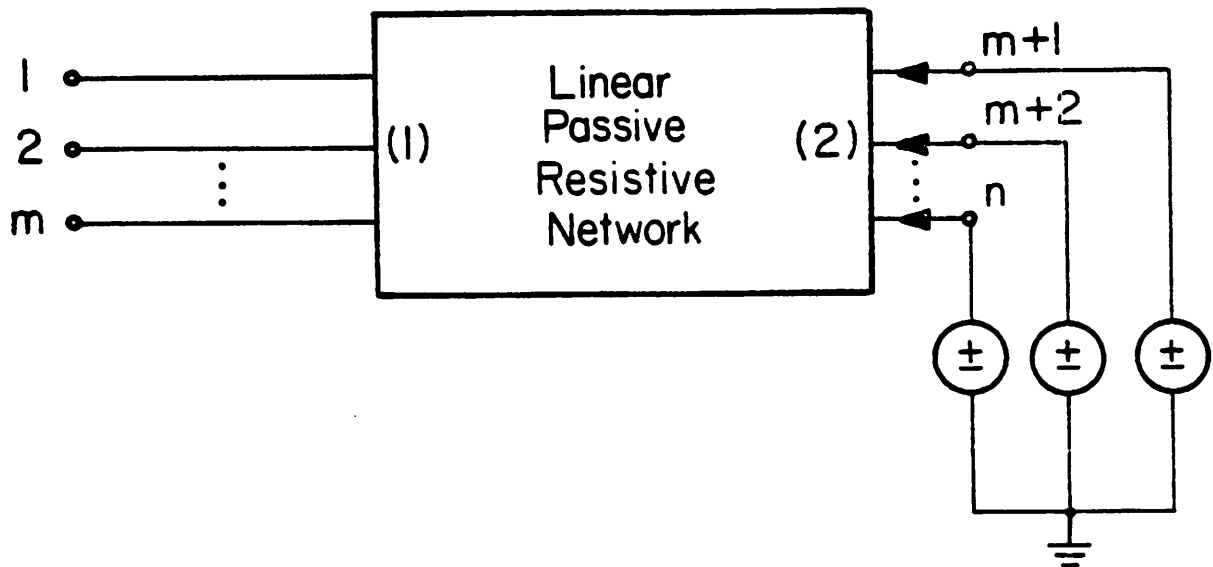 1
2
m
(1)
Linear
Passive
Resistive
Network
(2)
m+1
m+2
n
±
±
±